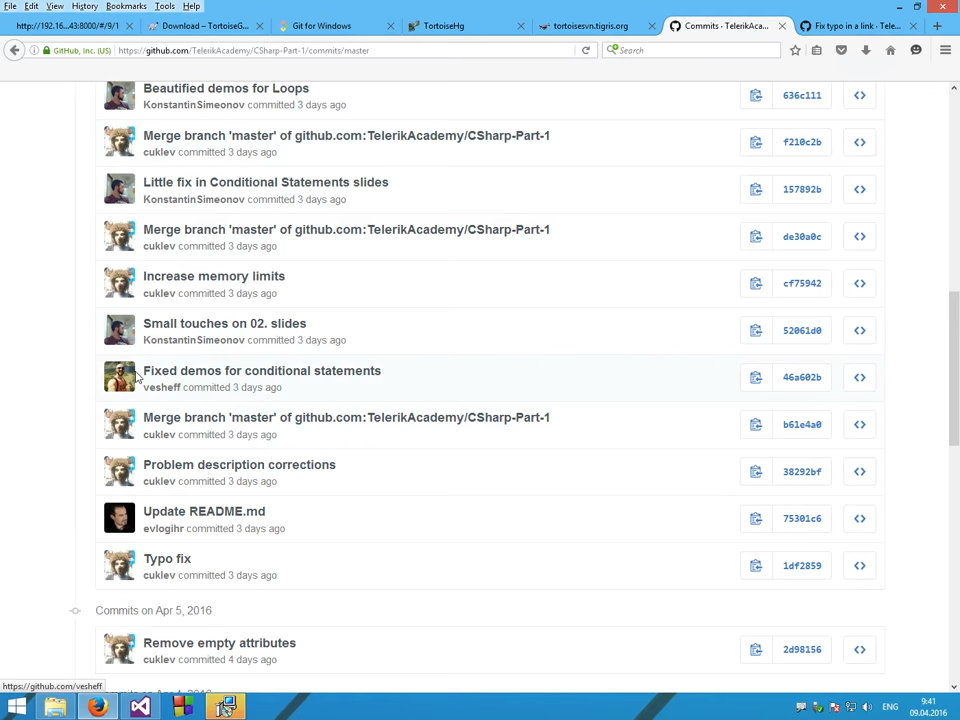 File Edit View History Bookmarks Tools Help
http://192.16...43:8000/#/9/1
Download – TortoiseG...
Git for Windows
TortoiseHg
tortoisesvn.tigris.org
Commits · TelerikAca...
Fix typo in a link · Tele...
GitHub, Inc. (US) https://github.com/TelerikAcademy/CSharp-Part-1/commits/master
Search
Beautified demos for Loops
KonstantinSimeonov committed 3 days ago
636c111
Merge branch 'master' of github.com:TelerikAcademy/CSharp-Part-1
cuklev committed 3 days ago
f210c2b
Little fix in Conditional Statements slides
KonstantinSimeonov committed 3 days ago
157892b
Merge branch 'master' of github.com:TelerikAcademy/CSharp-Part-1
cuklev committed 3 days ago
de30a0c
Increase memory limits
cuklev committed 3 days ago
cf75942
Small touches on 02. slides
KonstantinSimeonov committed 3 days ago
52061d0
Fixed demos for conditional statements
vesheff committed 3 days ago
46a602b
Merge branch 'master' of github.com:TelerikAcademy/CSharp-Part-1
cuklev committed 3 days ago
b61e4a0
Problem description corrections
cuklev committed 3 days ago
38292bf
Update README.md
evlogihr committed 3 days ago
75301c6
Typo fix
cuklev committed 3 days ago
1df2859
Commits on Apr 5, 2016
Remove empty attributes
cuklev committed 4 days ago
2d98156
https://github.com/vesheff
Commits on Apr 4, 2016
ENG
9:41
09.04.2016